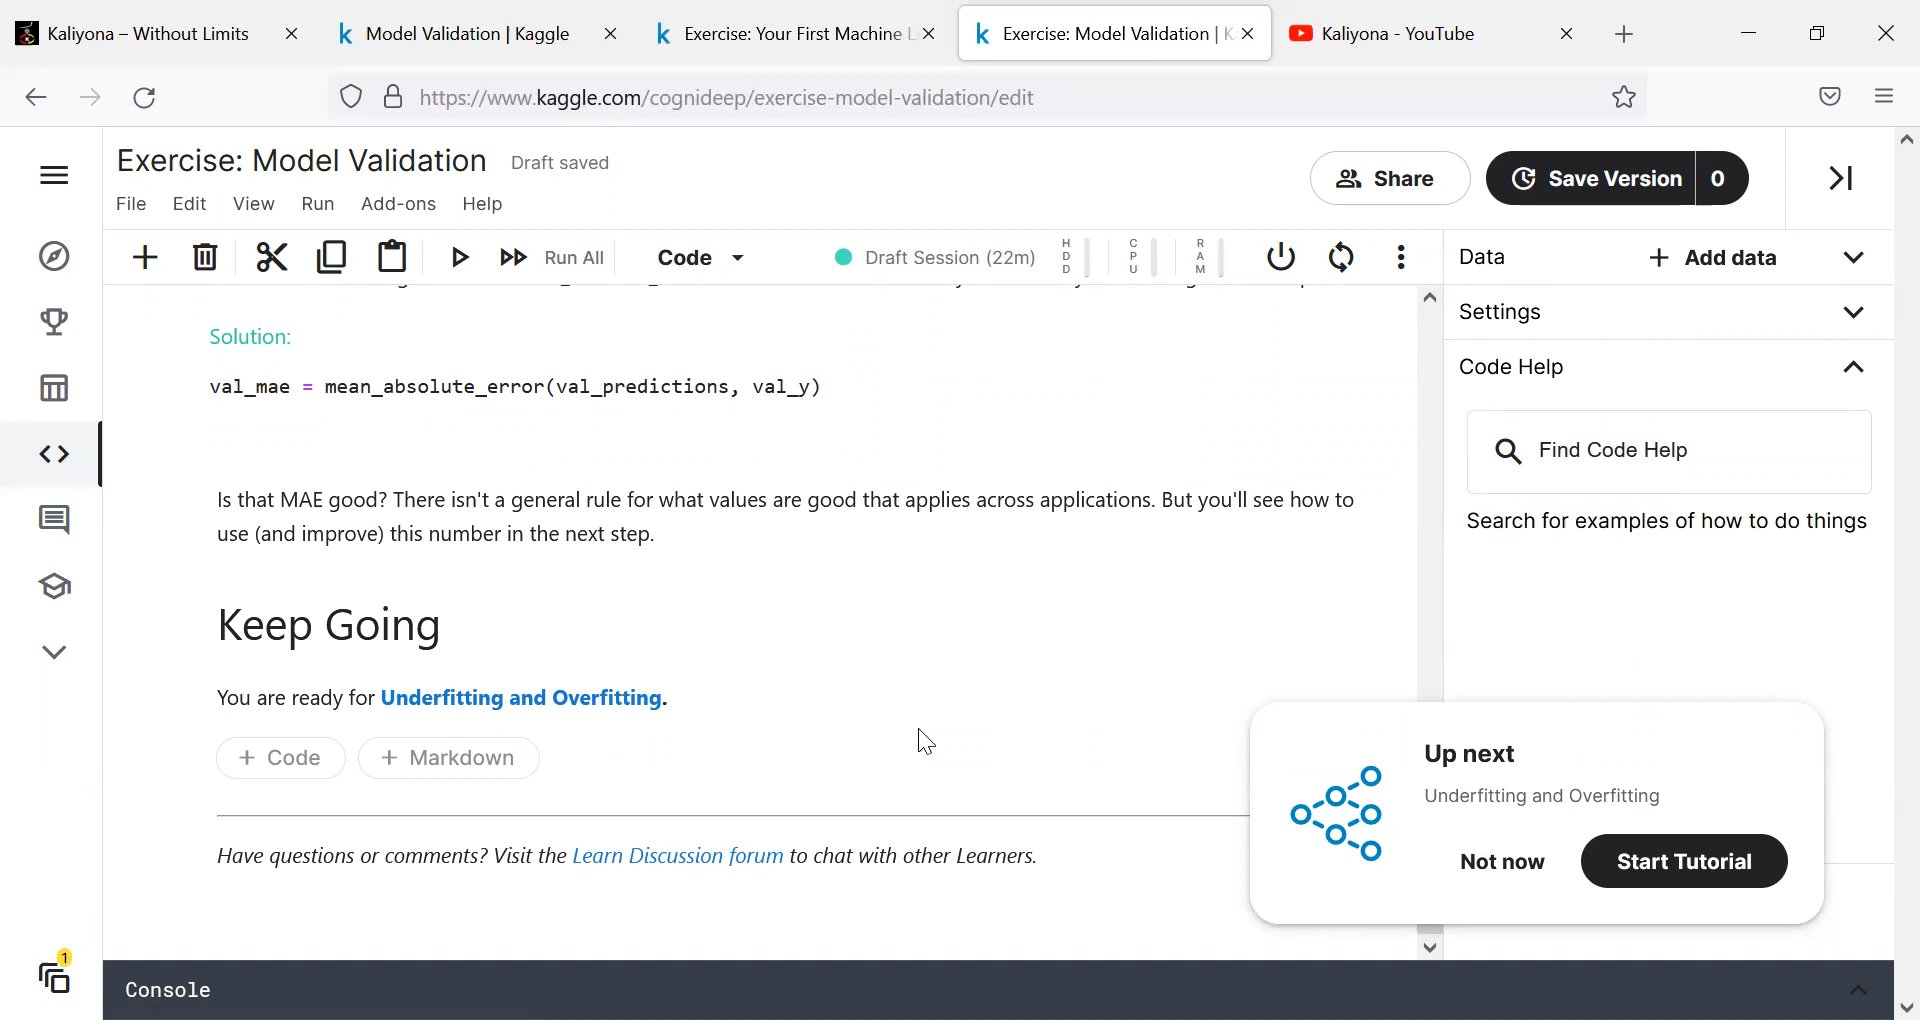 Kaliyona – Without Limits
Model Validation | Kaggle
Exercise: Your First Machine
Exercise: Model Validation | K
Kaliyona - YouTube
https://www.kaggle.com/cognideep/exercise-model-validation/edit
Exercise: Model Validation Draft saved
Share
Save Version 0
File Edit View Run Add-ons Help
Run All
Code
Draft Session (22m)
HDD
CPU
RAM
Data
+ Add data
Settings
Code Help
Find Code Help
Search for examples of how to do things
Solution:
val_mae = mean_absolute_error(val_predictions, val_y)
Is that MAE good? There isn't a general rule for what values are good that applies across applications. But you'll see how to
use (and improve) this number in the next step.
Keep Going
You are ready for Underfitting and Overfitting.
+ Code + Markdown
Have questions or comments? Visit the Learn Discussion forum to chat with other Learners.
Up next
Underfitting and Overfitting
Not now Start Tutorial
1
Console